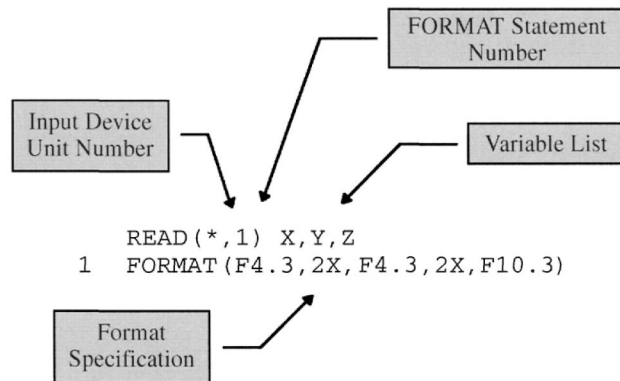 FORMAT Statement
Number
Input Device
Unit Number
Variable List
READ(*,1) X,Y,Z
1 FORMAT(F4.3,2X,F4.3,2X,F10.3)
Format
Specification